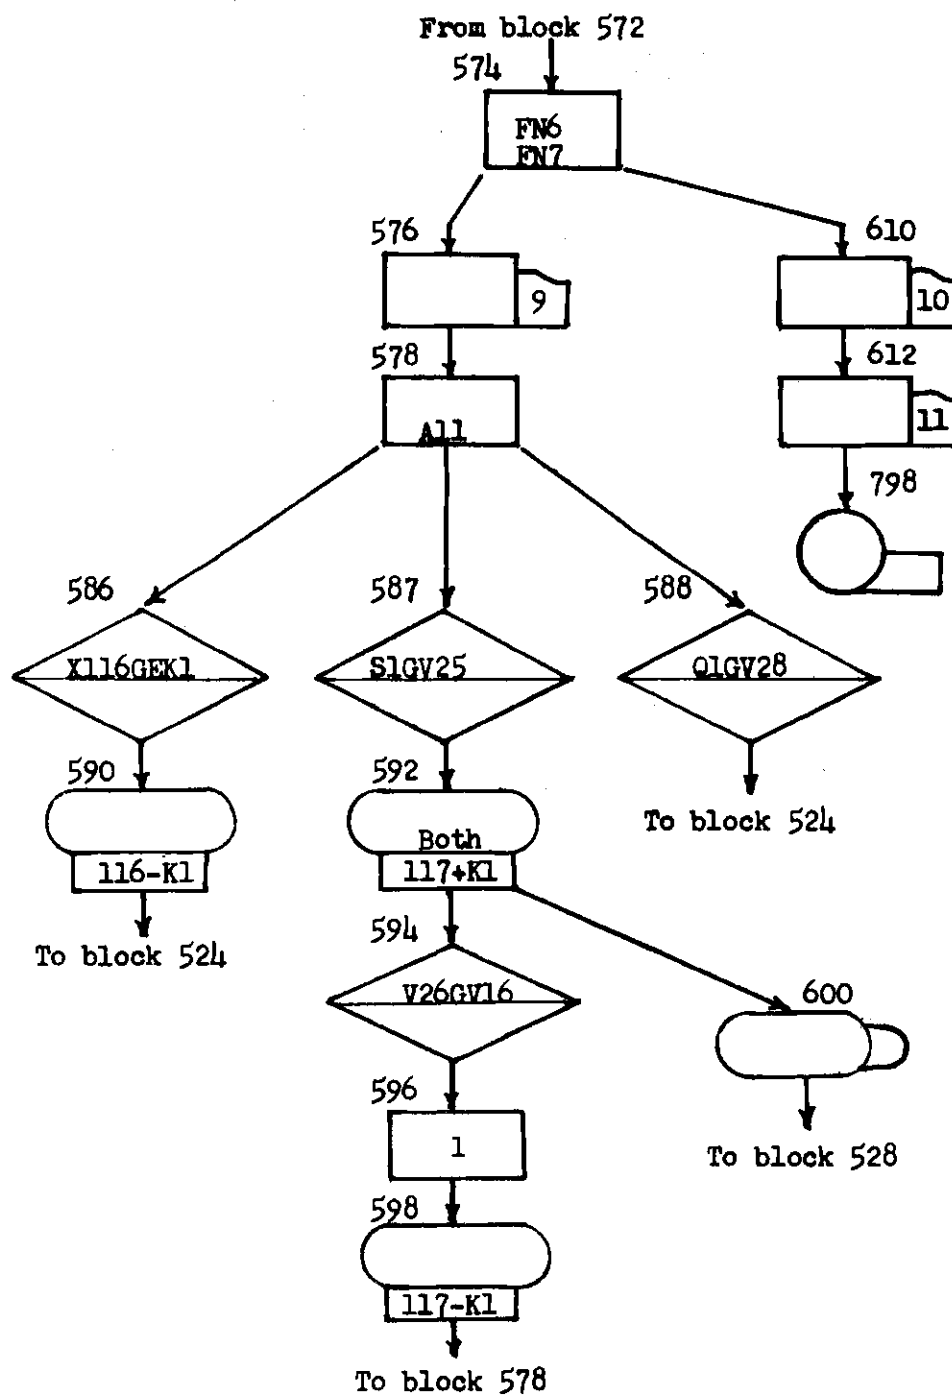 From block 572
574
FN6
FN7
576
610
9
10
578
612
All
11
798
586
587
588
X116GEK1
S1GV25
Q1GV28
590
592
To block 524
Both
116-K1
117+K1
594
To block 524
V26GV16
600
596
1
To block 528
598
117-K1
To block 578